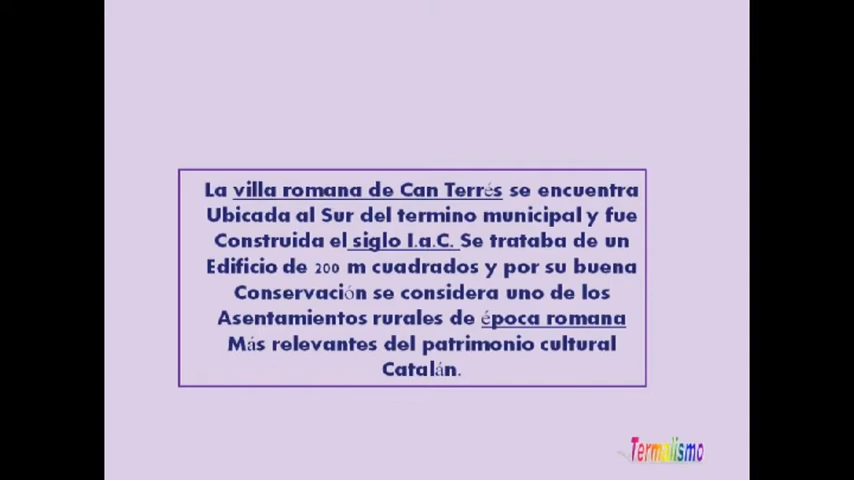 La villa romana de Can Terrés se encuentra
Ubicada al Sur del termino municipal y fue
Construida el siglo I.a.C. Se trataba de un
Edificio de 200 m cuadrados y por su buena
Conservación se considera uno de los
Asentamientos rurales de época romana
Más relevantes del patrimonio cultural
Catalán.
Termalismo